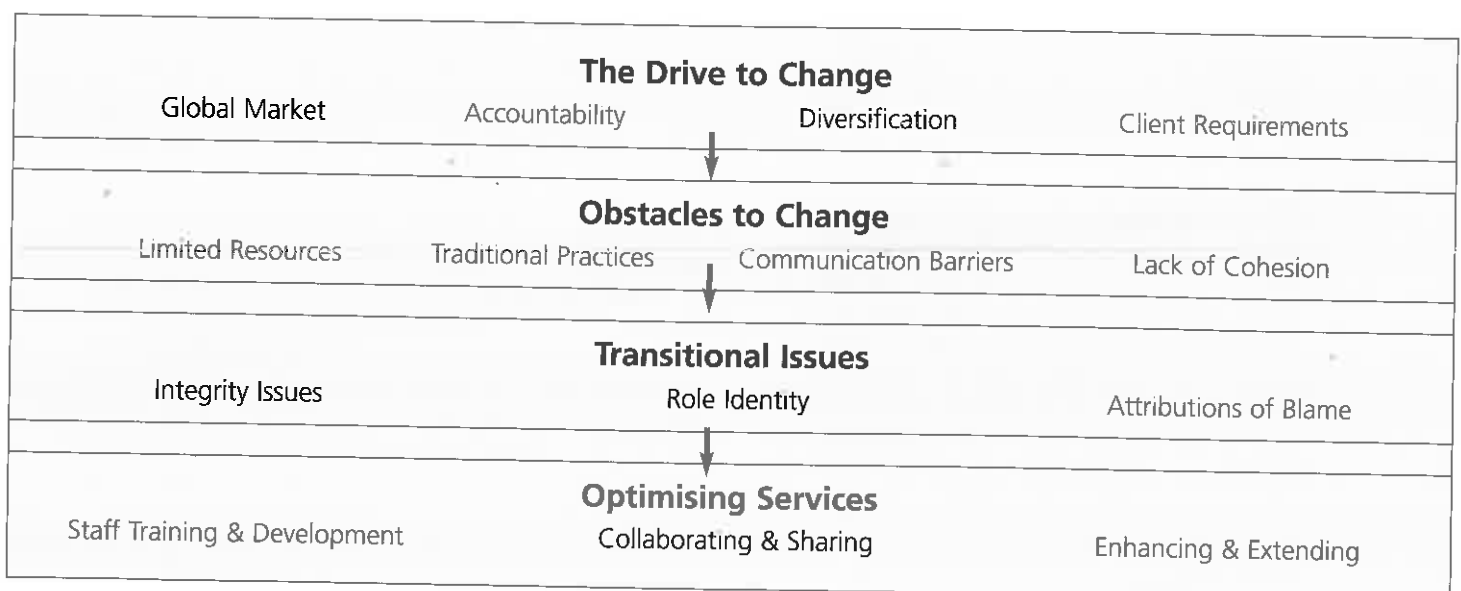 The Drive to Change
Global Market Accountability Diversification Client Requirements
Obstacles to Change
Limited Resources Traditional Practices Communication Barriers Lack of Cohesion
Transitional Issues
Integrity Issues Role Identity Attributions of Blame
Optimising Services
Staff Training & Development Collaborating & Sharing Enhancing & Extending